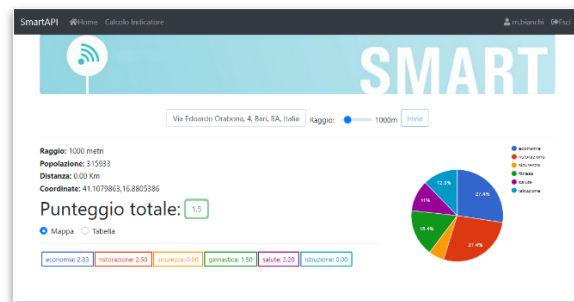 SmartAPI Home Calcolo Indicatore m.bianchi Esci
SMART
Via Edoardo Orabona, 4, Bari, BA, Italia Raggio: 1000m Invia
Raggio: 1000 metri
Popolazione: 315933
Distanza: 0.00 Km
Coordinate: 41.1079863,16.8805386
Punteggio totale: 1.5
Mappa Tabella
economia: 2.83 ristorazione: 2.50 sicurezza: 0.00 ginnastica: 1.50 salute: 2.20 istruzione: 0.00
economia
ristorazione
sicurezza
fitness
salute
istruzione
12.3%
27.4%
11%
18.4%
27.4%